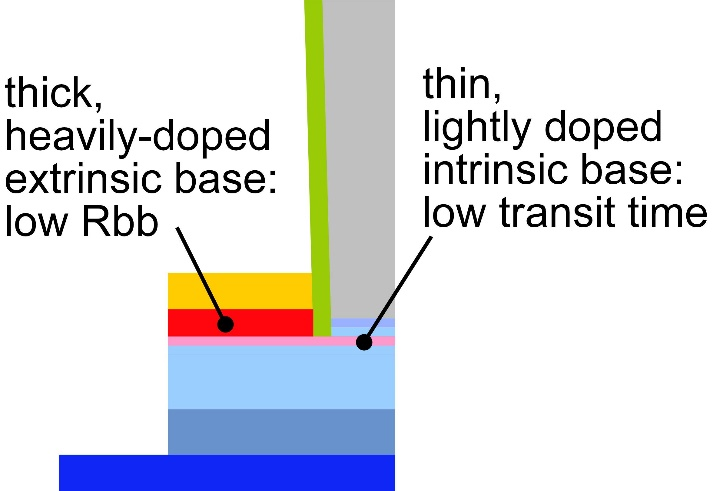 thick,
heavily-doped
extrinsic base:
low Rbb
thin,
lightly doped
intrinsic base:
low transit time